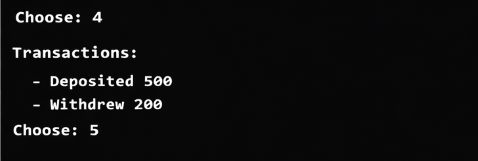 Choose: 4
Transactions:
- Deposited 500
- Withdrew 200
Choose: 5